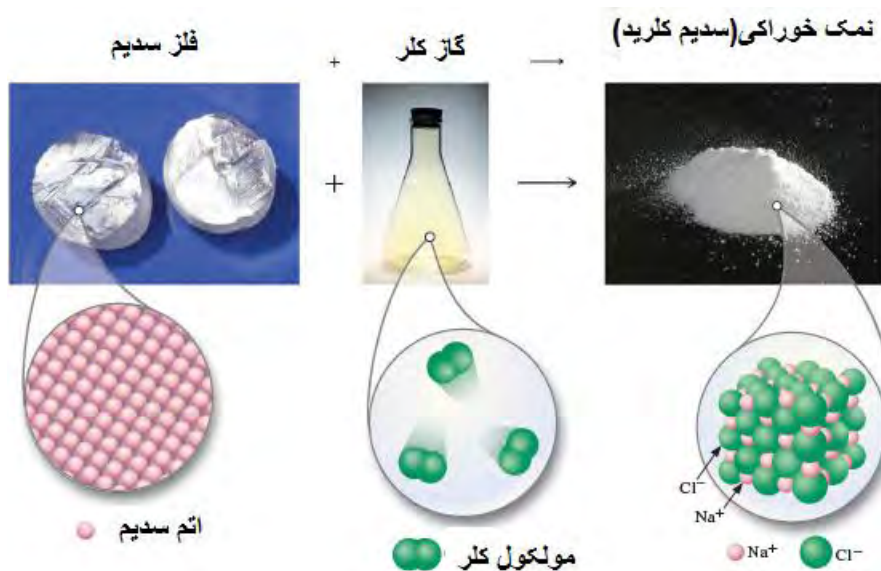 فلز سدیم + گاز کلر → نمک خوراکی(سدیم کلرید)
+ →
Cl⁻
Na⁺
اتم سدیم
مولکول کلر
Na⁺ Cl⁻